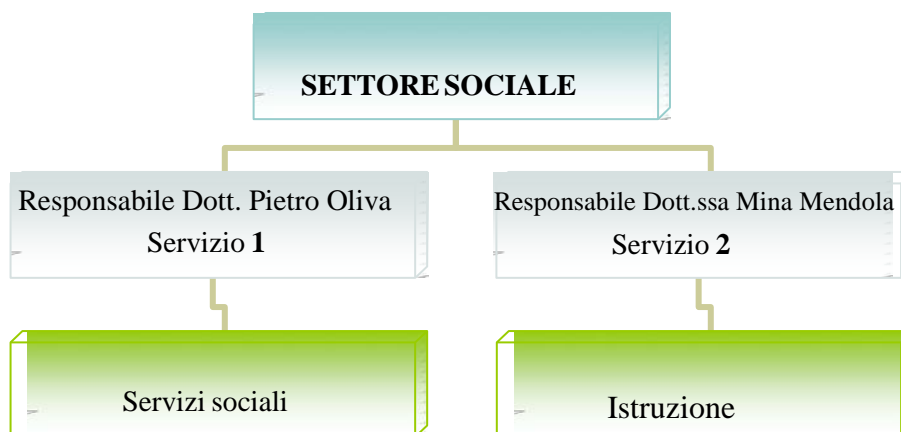 SETTORE SOCIALE
Responsabile Dott. Pietro Oliva
Servizio 1
Responsabile Dott.ssa Mina Mendola
Servizio 2
Servizi sociali
Istruzione